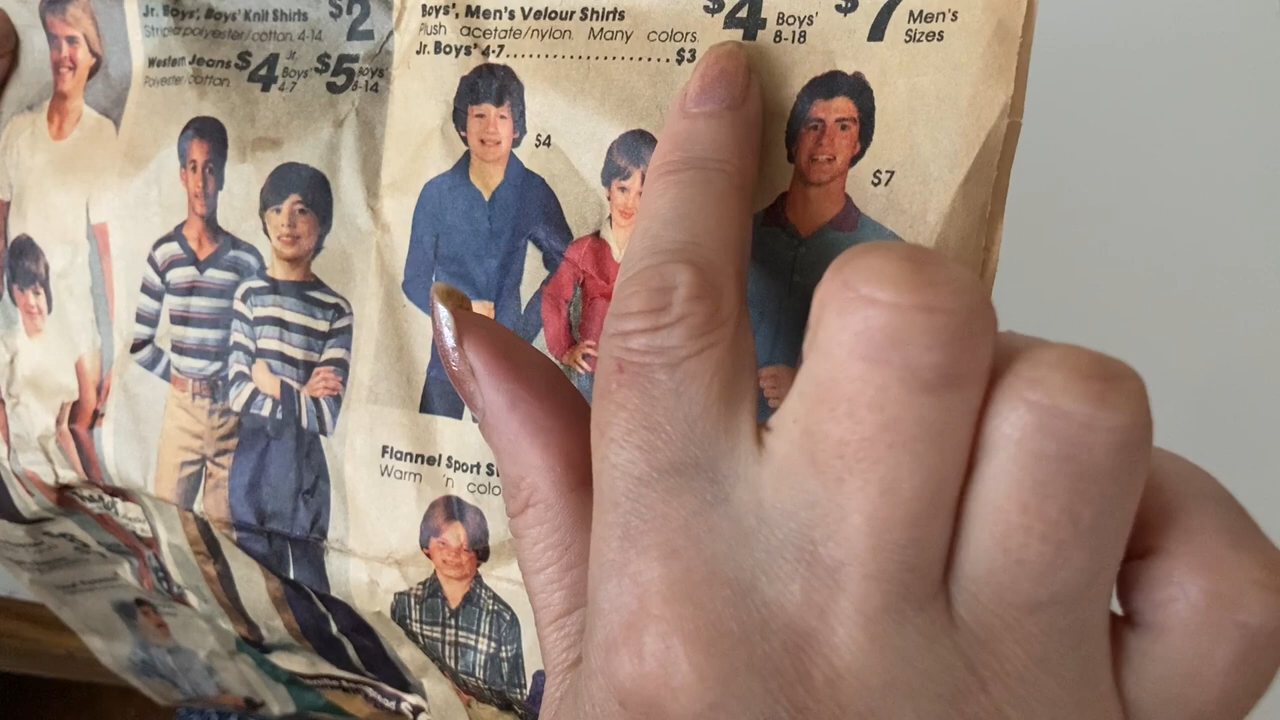 Jr. Boys', Boys' Knit Shirts $2
Striped polyester/cotton. 4-14.
Western Jeans $4 Jr. Boys' 4-7 $5 Boys' 8-14
Polyester/cotton.
Boys', Men's Velour Shirts $4 Boys' 8-18 $7 Men's Sizes
Plush acetate/nylon. Many colors.
Jr. Boys' 4-7.....................$3
$4
$7
Flannel Sport
Warm 'n